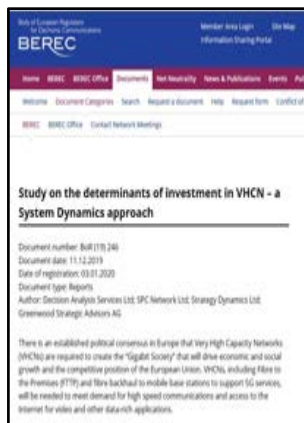 Body of European Regulators
for Electronic Communications
BEREC
Member Area Login Site Map
Information Sharing Portal
Home BEREC BEREC Office Documents Net Neutrality News & Publications Events
Welcome Document Categories Search Request a document Help Request form Conflict of
BEREC BEREC Office Contact Network Meetings
Study on the determinants of investment in VHCN – a
System Dynamics approach
Document number: BoR (19) 246
Document date: 11.12.2019
Date of registration: 03.01.2020
Document type: Reports
Author: Decision Analysis Services Ltd; SPC Network Ltd; Strategy Dynamics Ltd;
Greenwood Strategic Advisors AG
There is an established political consensus in Europe that Very High Capacity Networks
(VHCNs) are required to create the "Gigabit Society" that will drive economic and social
growth and the competitive position of the European Union. VHCNs, including Fibre to
the Premises (FTTP) and fibre backhaul to mobile base stations to support 5G services,
will be needed to meet demand for high speed communications and access to the
Internet for video and other data-rich applications.